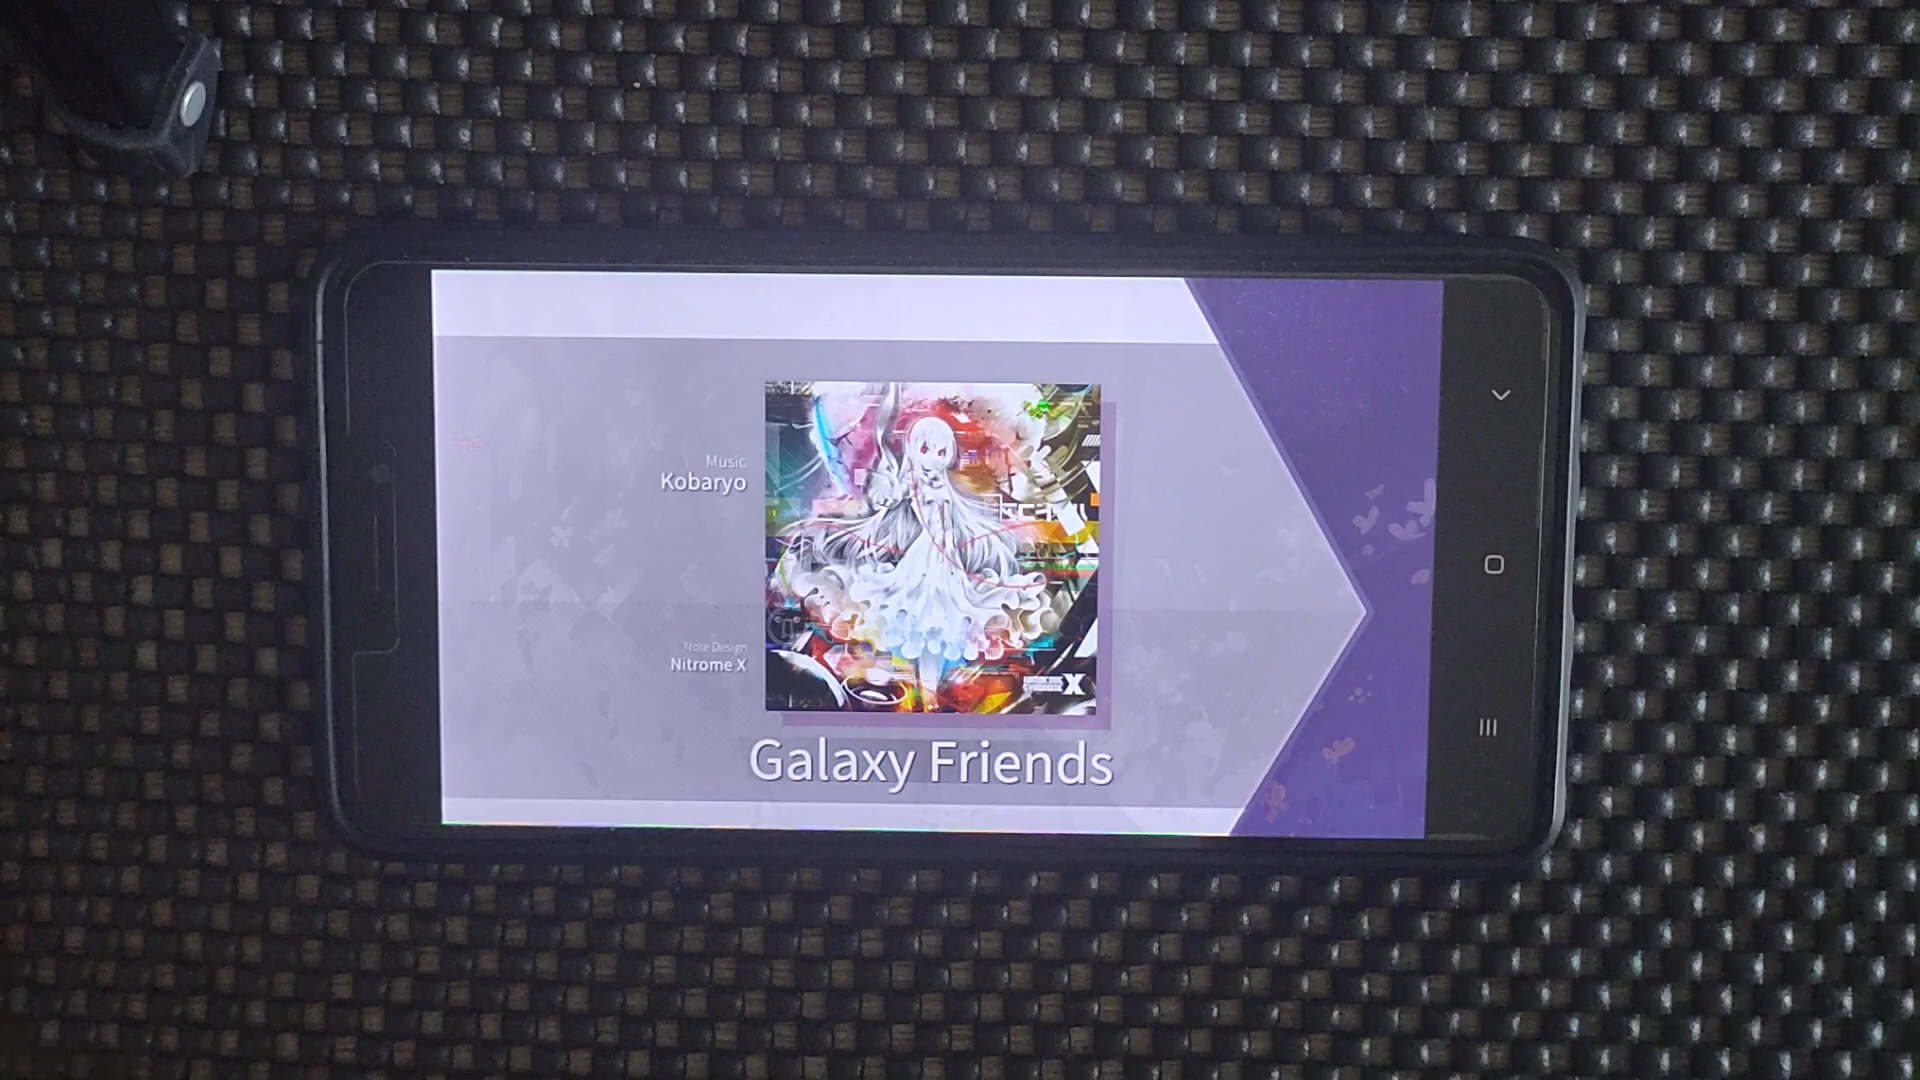 Music
Kobaryo
Note Design
Nitrome X
X
Galaxy Friends